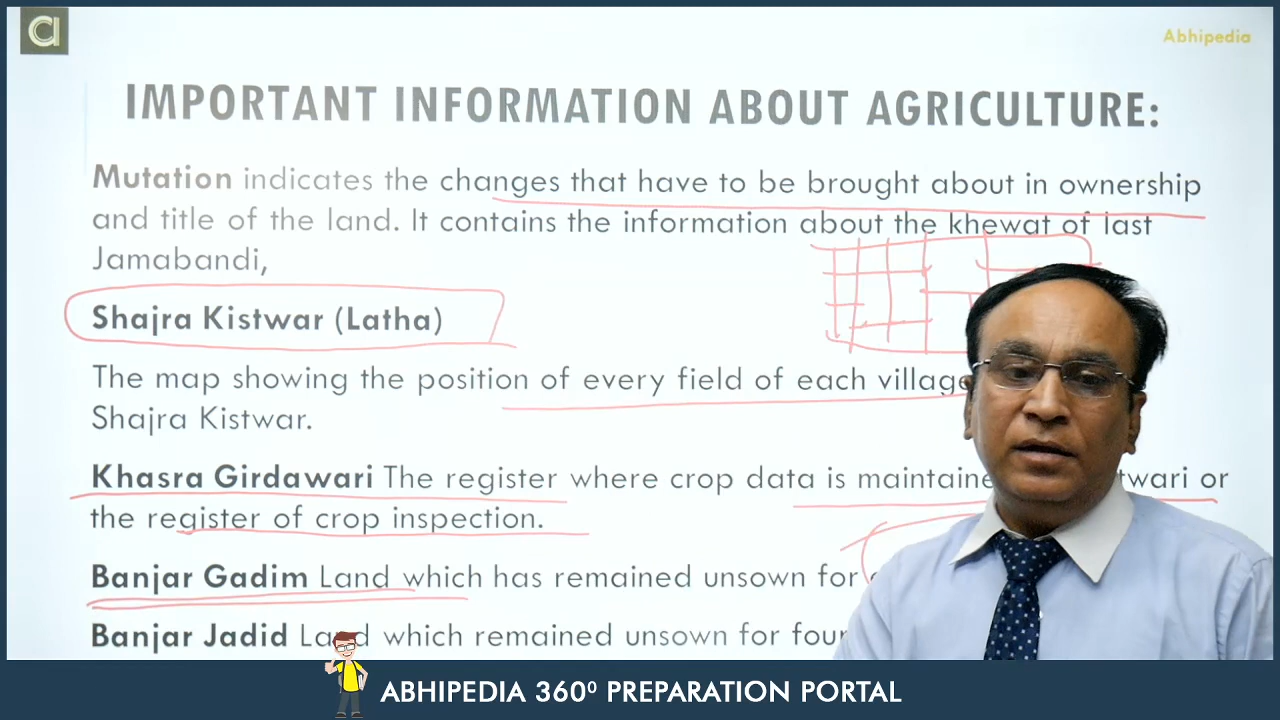 Abhipedia
IMPORTANT INFORMATION ABOUT AGRICULTURE:
Mutation indicates the changes that have to be brought about in ownership
and title of the land. It contains the information about the khewat of last
Jamabandi,
Shajra Kistwar (Latha)
The map showing the position of every field of each village
Shajra Kistwar.
Khasra Girdawari The register where crop data is maintaine twari or
the register of crop inspection.
Banjar Gadim Land which has remained unsown for
Banjar Jadid Land which remained unsown for four
ABHIPEDIA 360⁰ PREPARATION PORTAL